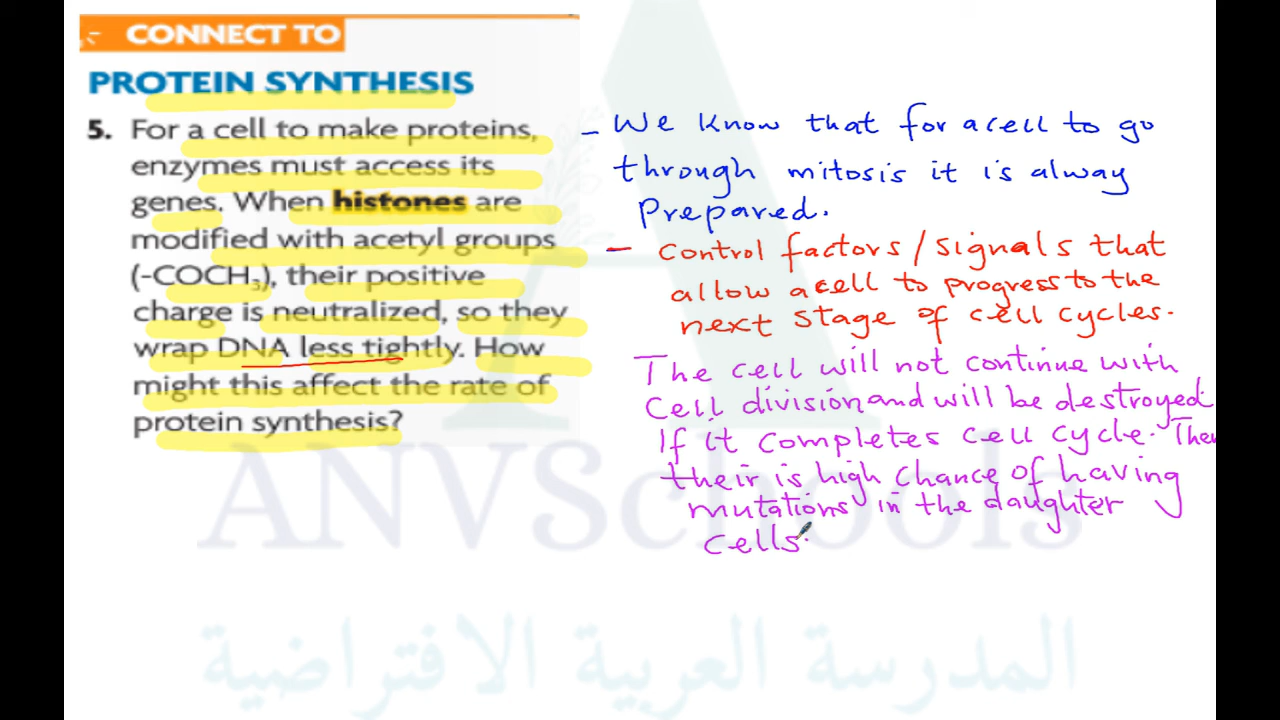 CONNECT TO
PROTEIN SYNTHESIS
5. For a cell to make proteins,
enzymes must access its
genes. When histones are
modified with acetyl groups
(-COCH₃), their positive
charge is neutralized, so they
wrap DNA less tightly. How
might this affect the rate of
protein synthesis?
- We know that for a cell to go
through mitosis it is alway
Prepared.
- Control factors/signals that
allow a cell to progress to the
next stage of cell cycles.
The cell will not continue with
Cell division and will be destroyed
If it completes cell cycle. Then
their is high chance of having
mutations in the daughter
cells.
ANVSchools
المدرسة العربية الافتراضية